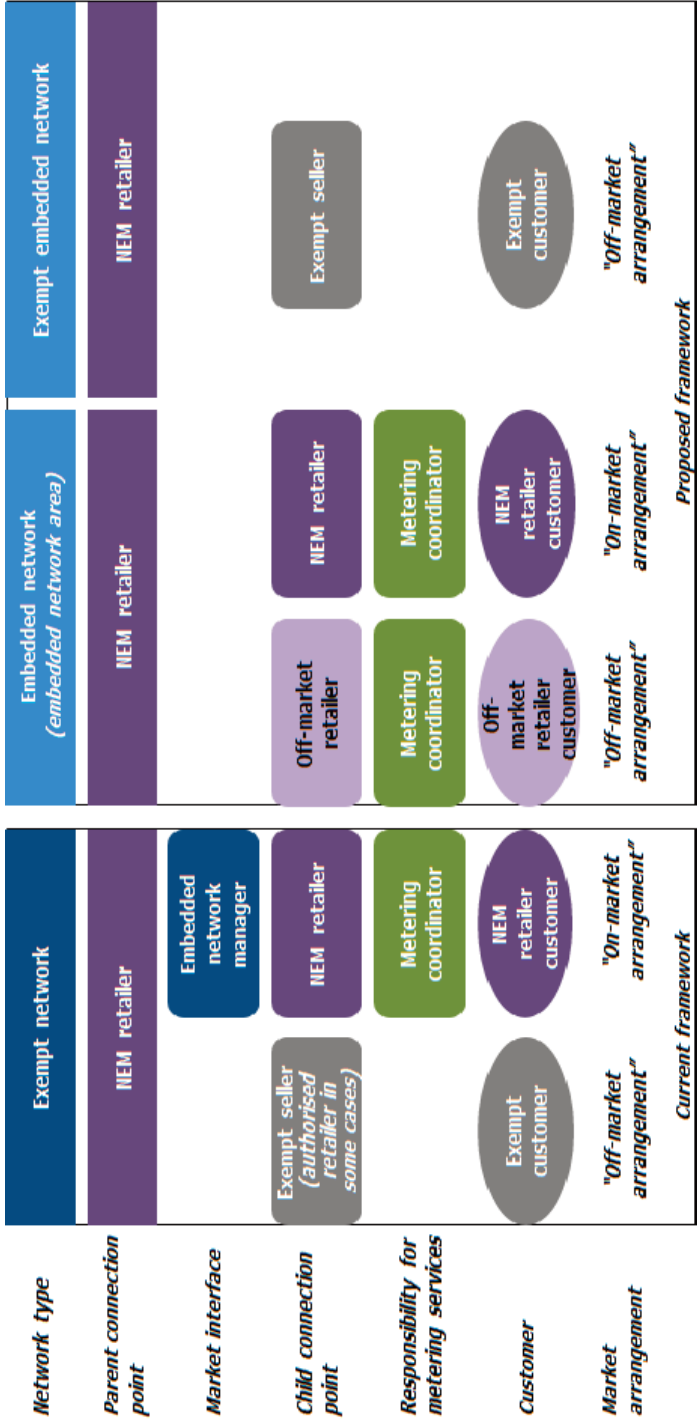 Network type
Exempt network
Embedded network
(embedded network area)
Exempt embedded network
Parent connection
point
NEM retailer
NEM retailer
NEM retailer
Market interface
Embedded
network
manager
Child connection
point
Exempt seller
(authorised
retailer in
some cases)
NEM retailer
Off-market
retailer
NEM retailer
Exempt seller
Responsibility for
metering services
Metering
coordinator
Metering
coordinator
Metering
coordinator
Customer
Exempt
customer
NEM
retailer
customer
Off-
market
retailer
customer
NEM
retailer
customer
Exempt
customer
Market
arrangement
"Off-market
arrangement"
"On-market
arrangement"
"Off-market
arrangement"
"On-market
arrangement"
"Off-market
arrangement"
Current framework
Proposed framework